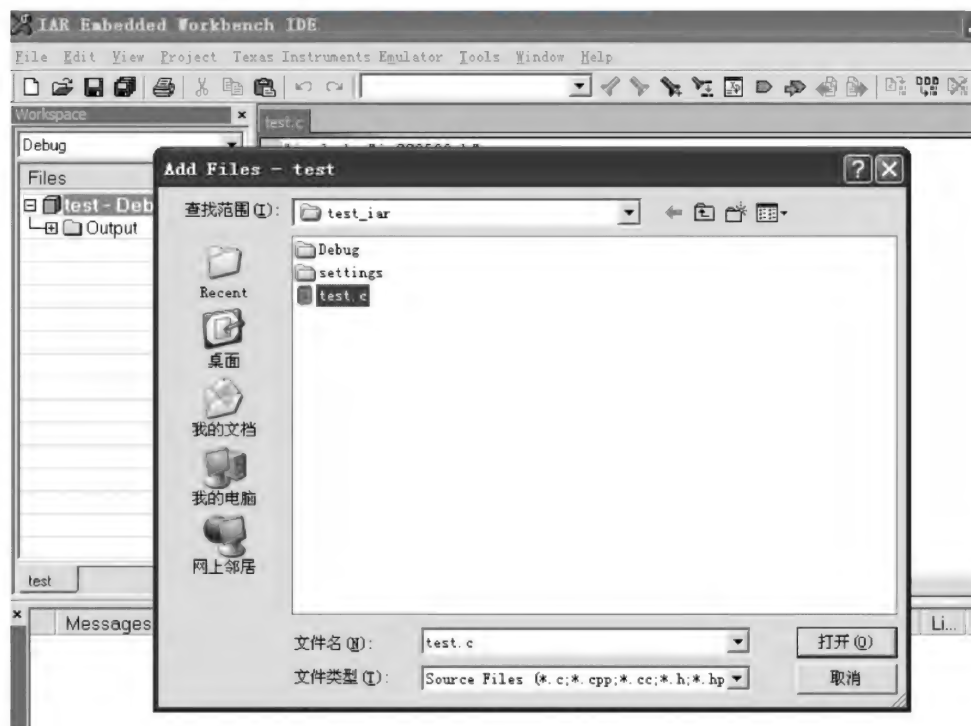 IAR Embedded Workbench IDE
File Edit View Project Texas Instruments Emulator Tools Window Help
Workspace
test.c
Debug
Files
test - Deb
Output
Add Files - test
查找范围(I):
test_iar
Debug
settings
test.c
Recent
桌面
我的文档
我的电脑
网上邻居
test
Messages
Li...
文件名(N):
test.c
打开(O)
文件类型(T):
Source Files (*.c;*.cpp;*.cc;*.h;*.hp
取消